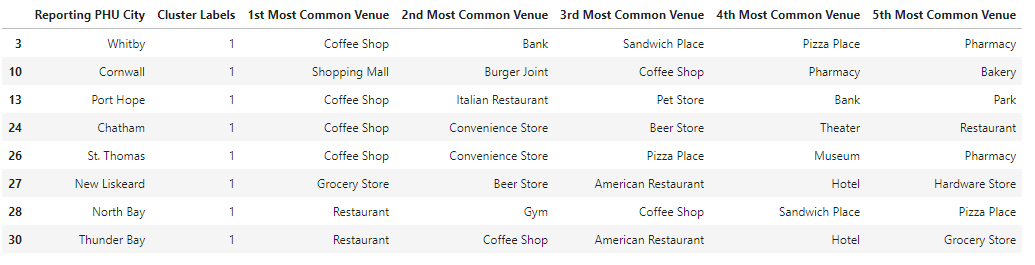 Reporting PHU City Cluster Labels 1st Most Common Venue 2nd Most Common Venue 3rd Most Common Venue 4th Most Common Venue 5th Most Common Venue
3 Whitby 1 Coffee Shop Bank Sandwich Place Pizza Place Pharmacy
10 Cornwall 1 Shopping Mall Burger Joint Coffee Shop Pharmacy Bakery
13 Port Hope 1 Coffee Shop Italian Restaurant Pet Store Bank Park
24 Chatham 1 Coffee Shop Convenience Store Beer Store Theater Restaurant
26 St. Thomas 1 Coffee Shop Convenience Store Pizza Place Museum Pharmacy
27 New Liskeard 1 Grocery Store Beer Store American Restaurant Hotel Hardware Store
28 North Bay 1 Restaurant Gym Coffee Shop Sandwich Place Pizza Place
30 Thunder Bay 1 Restaurant Coffee Shop American Restaurant Hotel Grocery Store